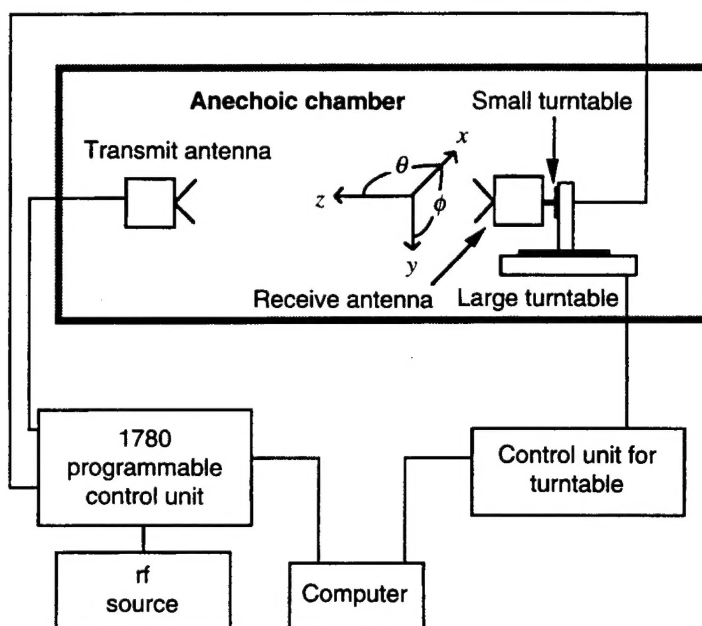 Anechoic chamber
Small turntable
Transmit antenna
x
θ
z
ϕ
y
Receive antenna
Large turntable
1780
programmable
control unit
Control unit for
turntable
rf
source
Computer